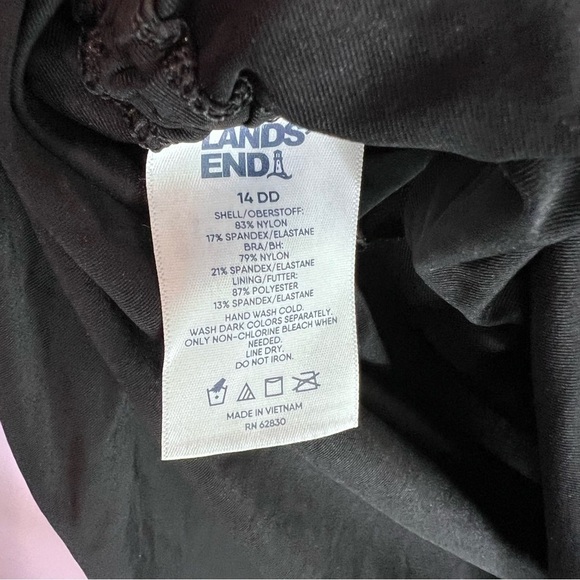 LANDS'
END
14 DD
SHELL/OBERSTOFF:
83% NYLON
17% SPANDEX/ELASTANE
BRA/BH:
79% NYLON
21% SPANDEX/ELASTANE
LINING/FUTTER:
87% POLYESTER
13% SPANDEX/ELASTANE
HAND WASH COLD.
WASH DARK COLORS SEPARATELY.
ONLY NON-CHLORINE BLEACH WHEN
NEEDED.
LINE DRY.
DO NOT IRON.
MADE IN VIETNAM
RN 62830